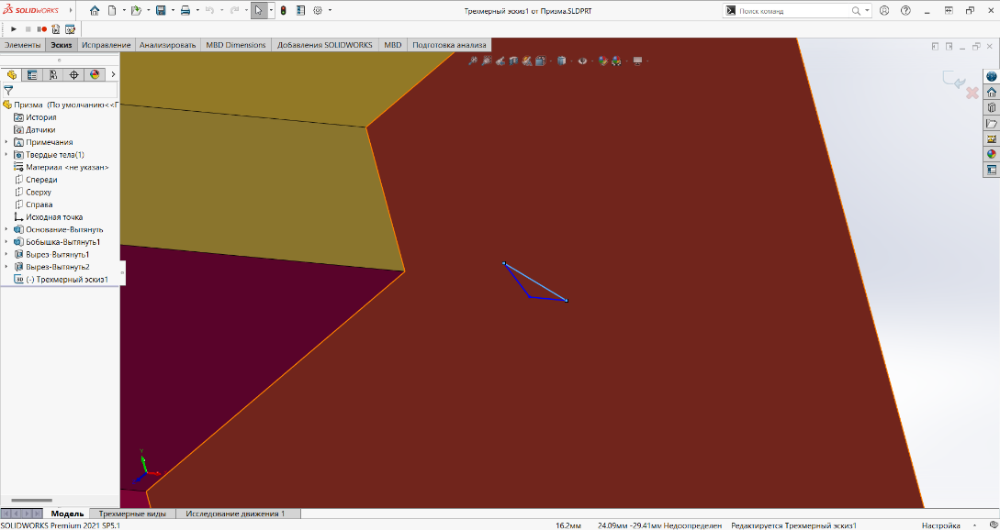 SOLIDWORKS
Трехмерный эскиз1 от Призма.SLDPRT
Поиск команд
Элементы Эскиз Исправление Анализировать MBD Dimensions Добавления SOLIDWORKS MBD Подготовка анализа
Призма (По умолчанию<<П
История
Датчики
Примечания
Твердые тела(1)
Материал <не указан>
Спереди
Сверху
Справа
Исходная точка
Основание-Вытянуть
Бобышка-Вытянуть1
Вырез-Вытянуть1
Вырез-Вытянуть2
3D (-) Трехмерный эскиз1
Y
Модель Трехмерные виды Исследование движения 1
SOLIDWORKS Premium 2021 SP5.1 16.2мм 24.09мм -29.41мм Недоопределен Редактируется Трехмерный эскиз1 Настройка